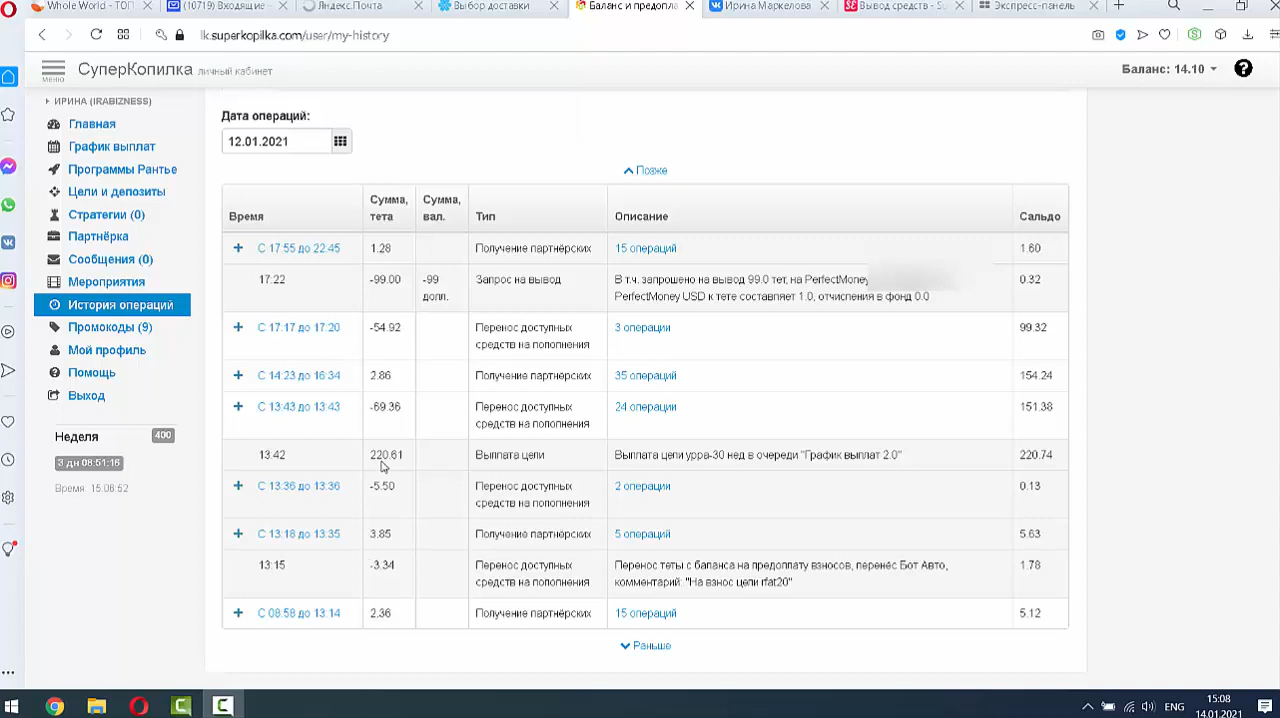 Whole World - ТОП
(10719) Входящие -
Яндекс.Почта
Выбор доставки
Баланс и предопла
Ирина Маркелова
Вывод средств - Su
Экспресс-панель
lk.superkopilka.com/user/my-history
МЕНЮ
СуперКопилка личный кабинет
Баланс: 14.10
ИРИНА (IRABIZNESS)
Главная
График выплат
Программы Рантье
Цели и депозиты
Стратегии (0)
Партнёрка
Сообщения (0)
Мероприятия
История операций
Промокоды (9)
Мой профиль
Помощь
Выход
Неделя 400
3 дн 08:51:16
Время 15:08:52
Дата операций:
12.01.2021
Позже
Время Сумма, тета Сумма, вал. Тип Описание Сальдо
С 17:55 до 22:45 1.28 Получение партнёрских 15 операций 1.60
17:22 -99.00 -99 долл. Запрос на вывод В т.ч. запрошено на вывод 99.0 тет, на PerfectMoney 0.32
PerfectMoney USD к тете составляет 1.0, отчисления в фонд 0.0
С 17:17 до 17:20 -54.92 Перенос доступных средств на пополнения 3 операции 99.32
С 14:23 до 16:34 2.86 Получение партнёрских 35 операций 154.24
С 13:43 до 13:43 -69.36 Перенос доступных средств на пополнения 24 операции 151.38
13:42 220.61 Выплата цели Выплата цели урра-30 нед в очереди "График выплат 2.0" 220.74
С 13:36 до 13:36 -5.50 Перенос доступных средств на пополнения 2 операции 0.13
С 13:18 до 13:35 3.85 Получение партнёрских 5 операций 5.63
13:15 -3.34 Перенос доступных средств на пополнения Перенос теты с баланса на предоплату взносов, перенёс Бот Авто, 1.78
комментарий: "На взнос цели rfat20"
С 08:58 до 13:14 2.36 Получение партнёрских 15 операций 5.12
Раньше
ENG
15:08
14.01.2021